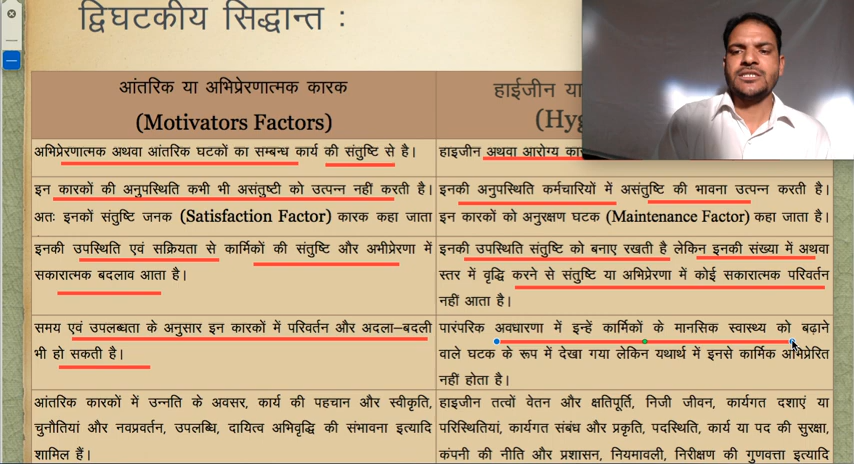 द्विघटकीय सिद्धान्त :
आंतरिक या अभिप्रेरणात्मक कारक
(Motivators Factors)
हाईजीन या
(Hyg
अभिप्रेरणात्मक अथवा आंतरिक घटकों का सम्बन्ध कार्य की संतुष्टि से है।
हाईजीन अथवा आरोग्य का
इन कारकों की अनुपस्थिति कभी भी असंतुष्टी को उत्पन्न नहीं करती है।
अतः इनकों संतुष्टि जनक (Satisfaction Factor) कारक कहा जाता
इनकी अनुपस्थिति कर्मचारियों में असंतुष्टि की भावना उत्पन करती है।
इन कारकों को अनुरक्षण घटक (Maintenance Factor) कहा जाता है।
इनकी उपस्थिति एवं सक्रियता से कार्मिकों की संतुष्टि और अभीप्रेरणा में
सकारात्मक बदलाव आता है।
इनकी उपस्थिति संतुष्टि को बनाए रखती है लेकिन इनकी संख्या में अथवा
स्तर में वृद्धि करने से संतुष्टि या अभिप्रेरणा में कोई सकारात्मक परिवर्तन
नहीं आता है।
समय एवं उपलब्धता के अनुसार इन कारकों में परिवर्तन और अदला–बदली
भी हो सकती है।
पारंपरिक अवधारणा में इन्हें कार्मिकों के मानसिक स्वास्थ्य को बढ़ाने
वाले घटक के रूप में देखा गया लेकिन यथार्थ में इनसे कार्मिक अभिप्रेरित
नहीं होता है।
आंतरिक कारकों में उन्नति के अवसर, कार्य की पहचान और स्वीकृति,
चुनौतियां और नवप्रवर्तन, उपलब्धि, दायित्व अभिवृद्धि की संभावना इत्यादि
शामिल हैं।
हाईजीन तत्वों वेतन और क्षतिपूर्ति, निजी जीवन, कार्यगत दशाएं या
परिस्थितियां, कार्यगत संबंध और प्रकृति, पदस्थिति, कार्य या पद की सुरक्षा,
कंपनी की नीति और प्रशासन, नियमावली, निरीक्षण की गुणवत्ता इत्यादि